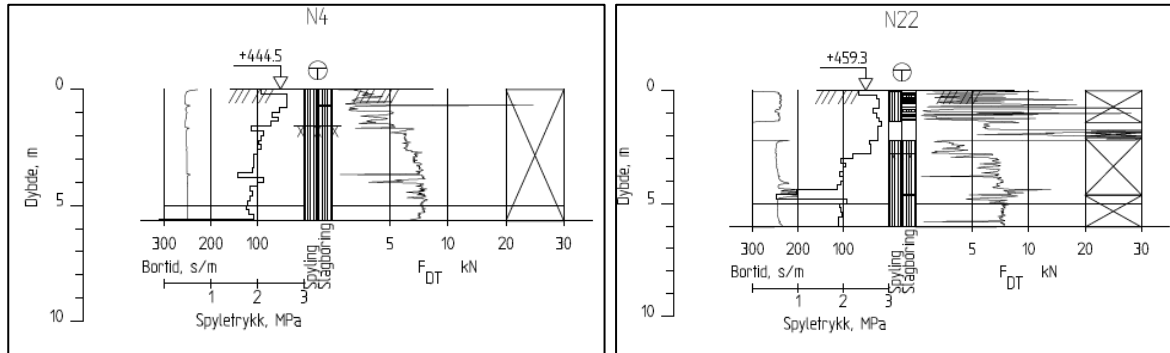 N4
+444.5
0
5
10
Dybde, m
300 200 100
Bortid, s/m
1 2 3
Spyletrykk, MPa
Spyling
Slagboring
5 10 20 30
F DT kN
N22
+459.3
0
5
10
Dybde, m
300 200 100
Bortid, s/m
1 2 3
Spyletrykk, MPa
Spyling
Slagboring
5 10 20 30
F DT kN